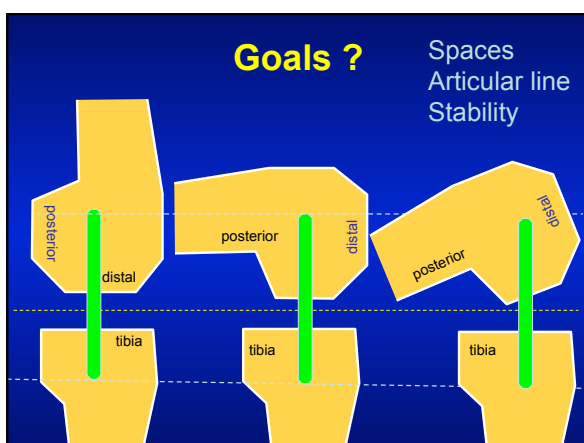 Goals ?
Spaces
Articular line
Stability
posterior
distal
tibia
posterior
distal
tibia
distal
posterior
tibia